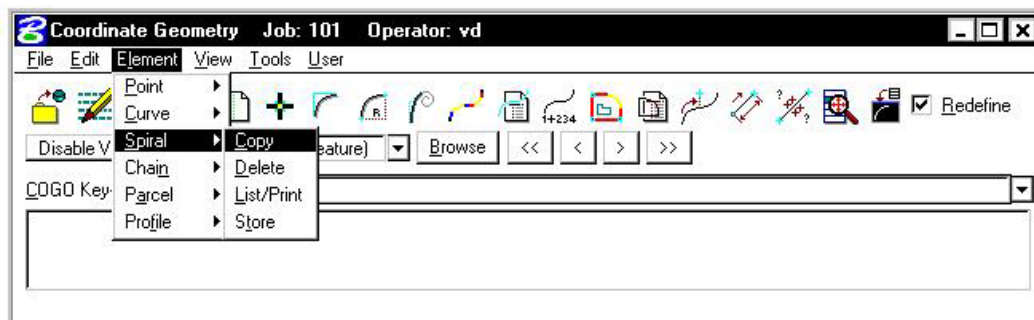 Coordinate Geometry Job: 101 Operator: vd
File Edit Element View Tools User
Point
Curve
Spiral
Chain
Parcel
Profile
Copy
Delete
List/Print
Store
R
1+234
Redefine
Disable V
eature)
Browse
<< < > >>
COGO Key-